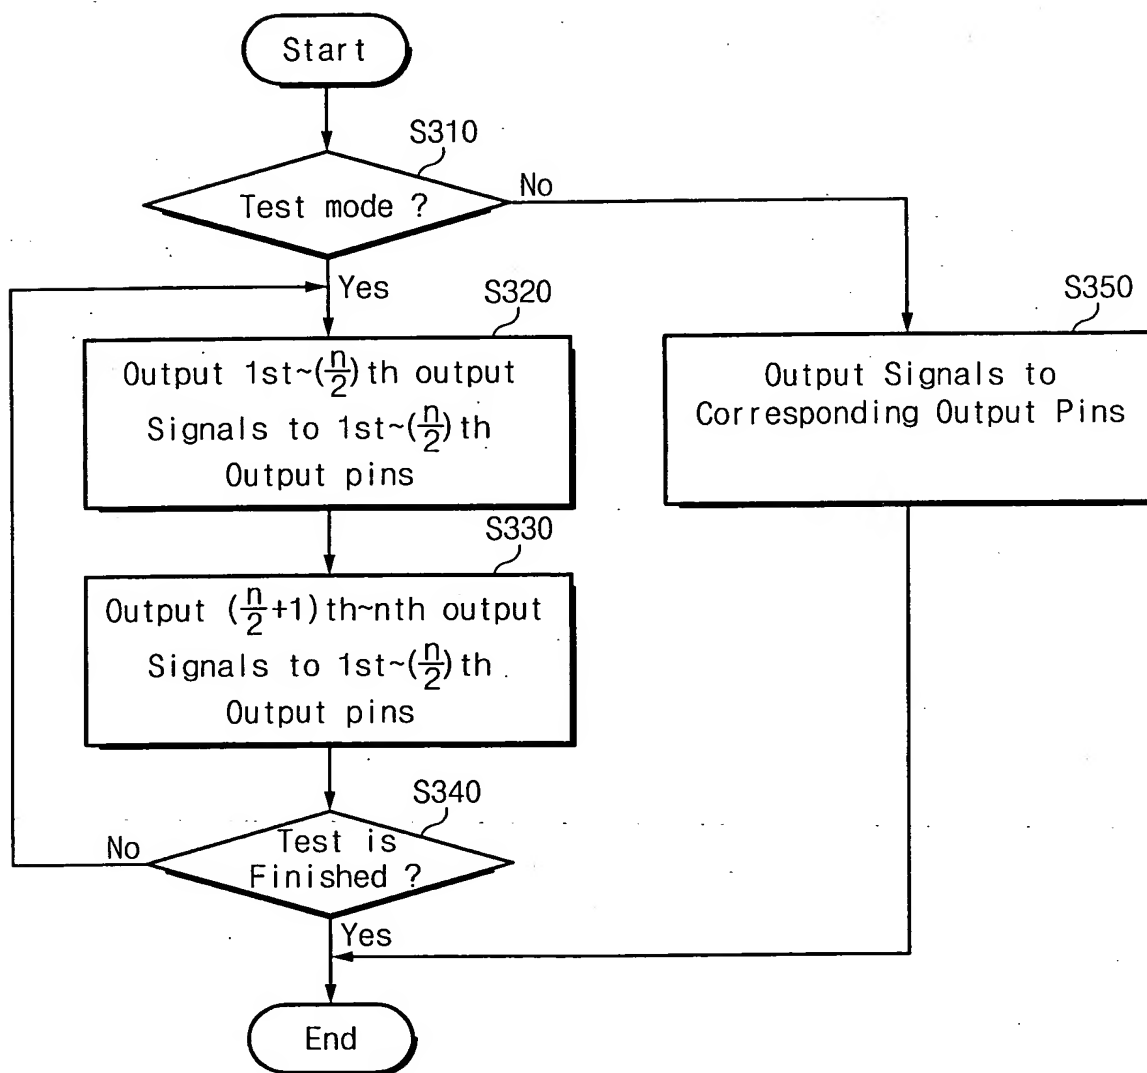 Start
S310
Test mode ?
No
Yes
S320
Output 1st~(n/2)th output
Signals to 1st~(n/2)th
Output pins
S350
Output Signals to
Corresponding Output Pins
S330
Output (n/2+1)th~nth output
Signals to 1st~(n/2)th
Output pins
S340
Test is
Finished ?
No
Yes
End